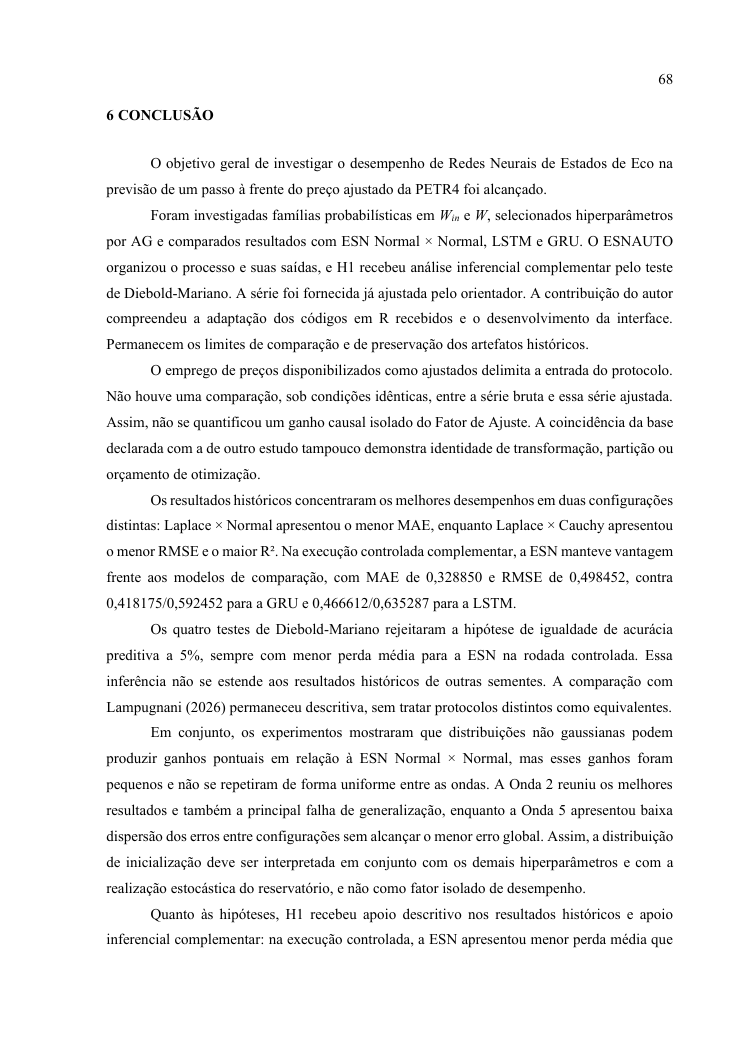 68
6 CONCLUSÃO
O objetivo geral de investigar o desempenho de Redes Neurais de Estados de Eco na
previsão de um passo à frente do preço ajustado da PETR4 foi alcançado.
Foram investigadas famílias probabilísticas em Win e W, selecionados hiperparâmetros
por AG e comparados resultados com ESN Normal × Normal, LSTM e GRU. O ESNAUTO
organizou o processo e suas saídas, e H1 recebeu análise inferencial complementar pelo teste
de Diebold-Mariano. A série foi fornecida já ajustada pelo orientador. A contribuição do autor
compreendeu a adaptação dos códigos em R recebidos e o desenvolvimento da interface.
Permanecem os limites de comparação e de preservação dos artefatos históricos.
O emprego de preços disponibilizados como ajustados delimita a entrada do protocolo.
Não houve uma comparação, sob condições idênticas, entre a série bruta e essa série ajustada.
Assim, não se quantificou um ganho causal isolado do Fator de Ajuste. A coincidência da base
declarada com a de outro estudo tampouco demonstra identidade de transformação, partição ou
orçamento de otimização.
Os resultados históricos concentraram os melhores desempenhos em duas configurações
distintas: Laplace × Normal apresentou o menor MAE, enquanto Laplace × Cauchy apresentou
o menor RMSE e o maior R². Na execução controlada complementar, a ESN manteve vantagem
frente aos modelos de comparação, com MAE de 0,328850 e RMSE de 0,498452, contra
0,418175/0,592452 para a GRU e 0,466612/0,635287 para a LSTM.
Os quatro testes de Diebold-Mariano rejeitaram a hipótese de igualdade de acurácia
preditiva a 5%, sempre com menor perda média para a ESN na rodada controlada. Essa
inferência não se estende aos resultados históricos de outras sementes. A comparação com
Lampugnani (2026) permaneceu descritiva, sem tratar protocolos distintos como equivalentes.
Em conjunto, os experimentos mostraram que distribuições não gaussianas podem
produzir ganhos pontuais em relação à ESN Normal × Normal, mas esses ganhos foram
pequenos e não se repetiram de forma uniforme entre as ondas. A Onda 2 reuniu os melhores
resultados e também a principal falha de generalização, enquanto a Onda 5 apresentou baixa
dispersão dos erros entre configurações sem alcançar o menor erro global. Assim, a distribuição
de inicialização deve ser interpretada em conjunto com os demais hiperparâmetros e com a
realização estocástica do reservatório, e não como fator isolado de desempenho.
Quanto às hipóteses, H1 recebeu apoio descritivo nos resultados históricos e apoio
inferencial complementar: na execução controlada, a ESN apresentou menor perda média que